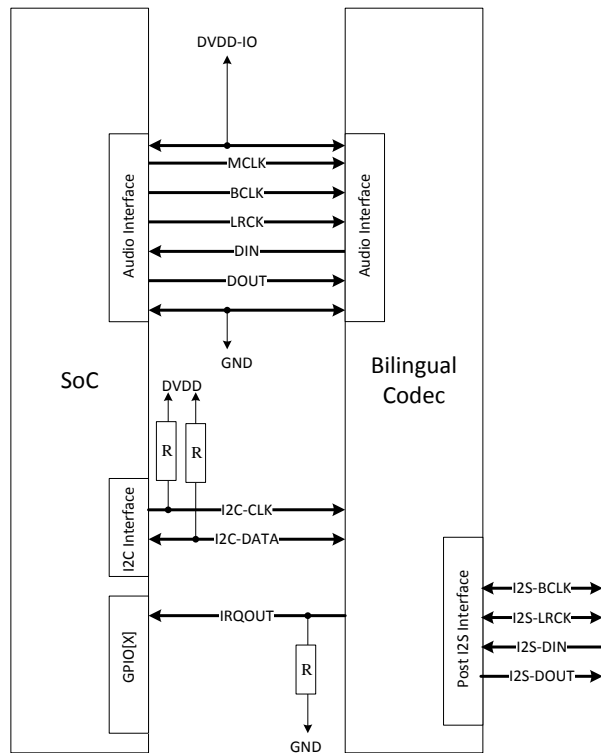 DVDD-IO
MCLK
BCLK
LRCK
DIN
DOUT
GND
Audio Interface
Audio Interface
SoC
Bilingual
Codec
DVDD
R
R
I2C Interface
I2C-CLK
I2C-DATA
GPIO[X]
IRQOUT
R
GND
Post I2S Interface
I2S-BCLK
I2S-LRCK
I2S-DIN
I2S-DOUT